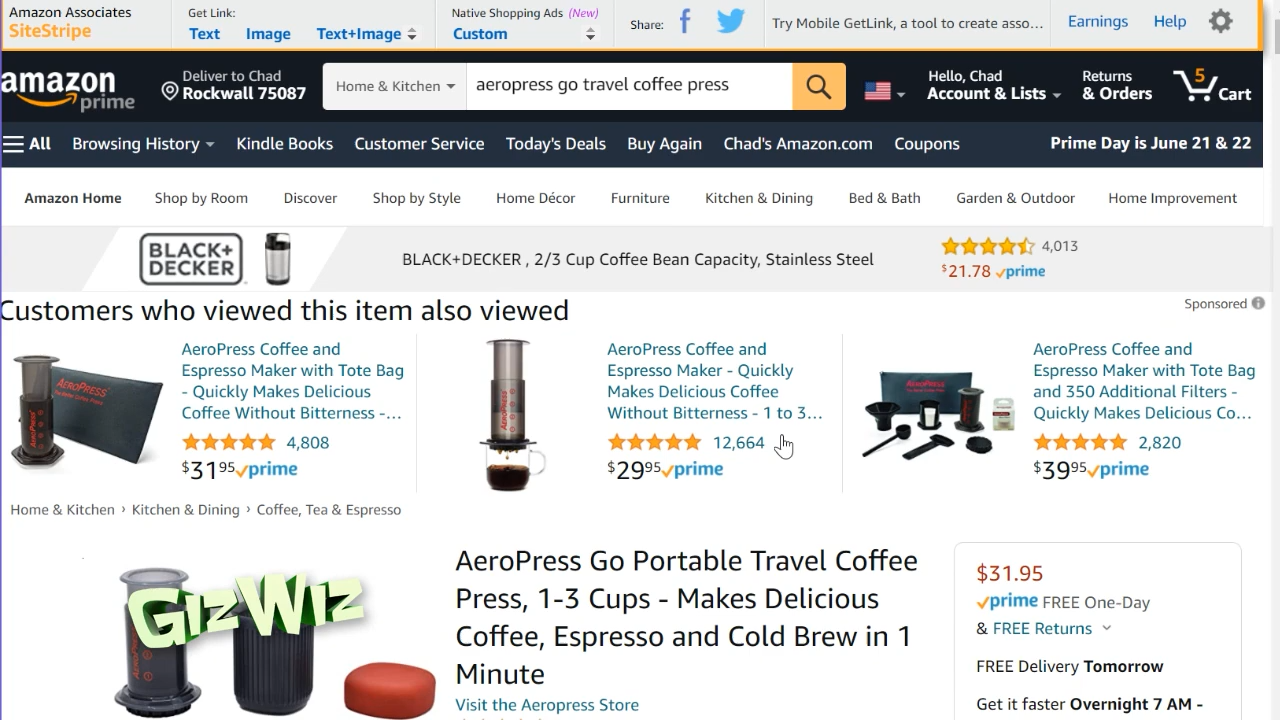 Amazon Associates
SiteStripe
Get Link:
Text Image Text+Image
Native Shopping Ads (New)
Custom
Share:
Try Mobile GetLink, a tool to create asso...
Earnings
Help
amazon
prime
Deliver to Chad
Rockwall 75087
Home & Kitchen
aeropress go travel coffee press
Hello, Chad
Account & Lists
Returns
& Orders
5
Cart
All Browsing History Kindle Books Customer Service Today's Deals Buy Again Chad's Amazon.com Coupons Prime Day is June 21 & 22
Amazon Home Shop by Room Discover Shop by Style Home Décor Furniture Kitchen & Dining Bed & Bath Garden & Outdoor Home Improvement
BLACK+
DECKER
BLACK+DECKER , 2/3 Cup Coffee Bean Capacity, Stainless Steel
4,013
$21.78 prime
Customers who viewed this item also viewed
Sponsored
AEROPRESS
AeroPress Coffee and
Espresso Maker with Tote Bag
- Quickly Makes Delicious
Coffee Without Bitterness -...
4,808
$31 95 prime
AeroPress Coffee and
Espresso Maker - Quickly
Makes Delicious Coffee
Without Bitterness - 1 to 3...
12,664
$29 95 prime
AEROPRESS
AeroPress Coffee and
Espresso Maker with Tote Bag
and 350 Additional Filters -
Quickly Makes Delicious Co...
2,820
$39 95 prime
Home & Kitchen › Kitchen & Dining › Coffee, Tea & Espresso
GizWiz
AeroPress Go Portable Travel Coffee
Press, 1-3 Cups - Makes Delicious
Coffee, Espresso and Cold Brew in 1
Minute
Visit the Aeropress Store
$31.95
prime FREE One-Day
& FREE Returns
FREE Delivery Tomorrow
Get it faster Overnight 7 AM -